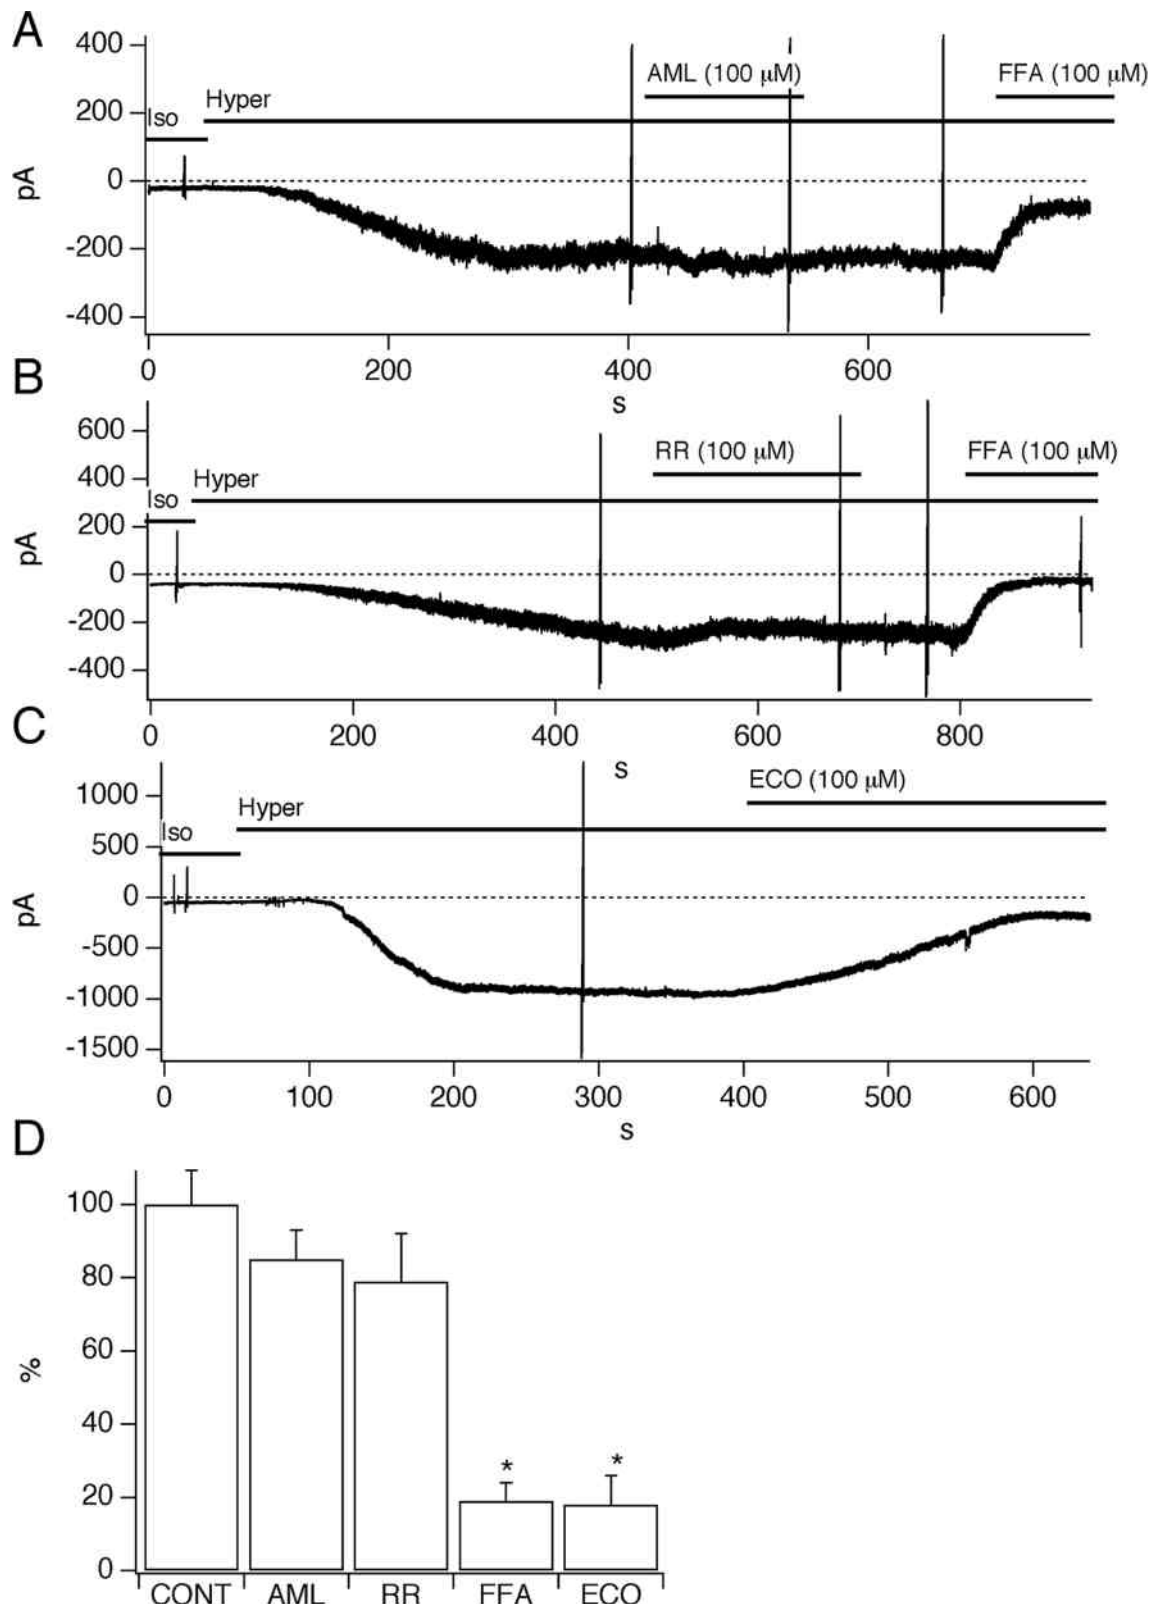 A
400
AML (100 µM)
FFA (100 µM)
Hyper
200
Iso
0
pA
-200
-400
0 200 400 600
s
B
600
RR (100 µM)
FFA (100 µM)
400
Hyper
Iso
200
pA
0
-200
-400
0 200 400 600 800
s
C
ECO (100 µM)
1000
Hyper
Iso
500
0
pA
-500
-1000
-1500
0 100 200 300 400 500 600
s
D
100
80
60
%
40
* *
20
0
CONT AML RR FFA ECO